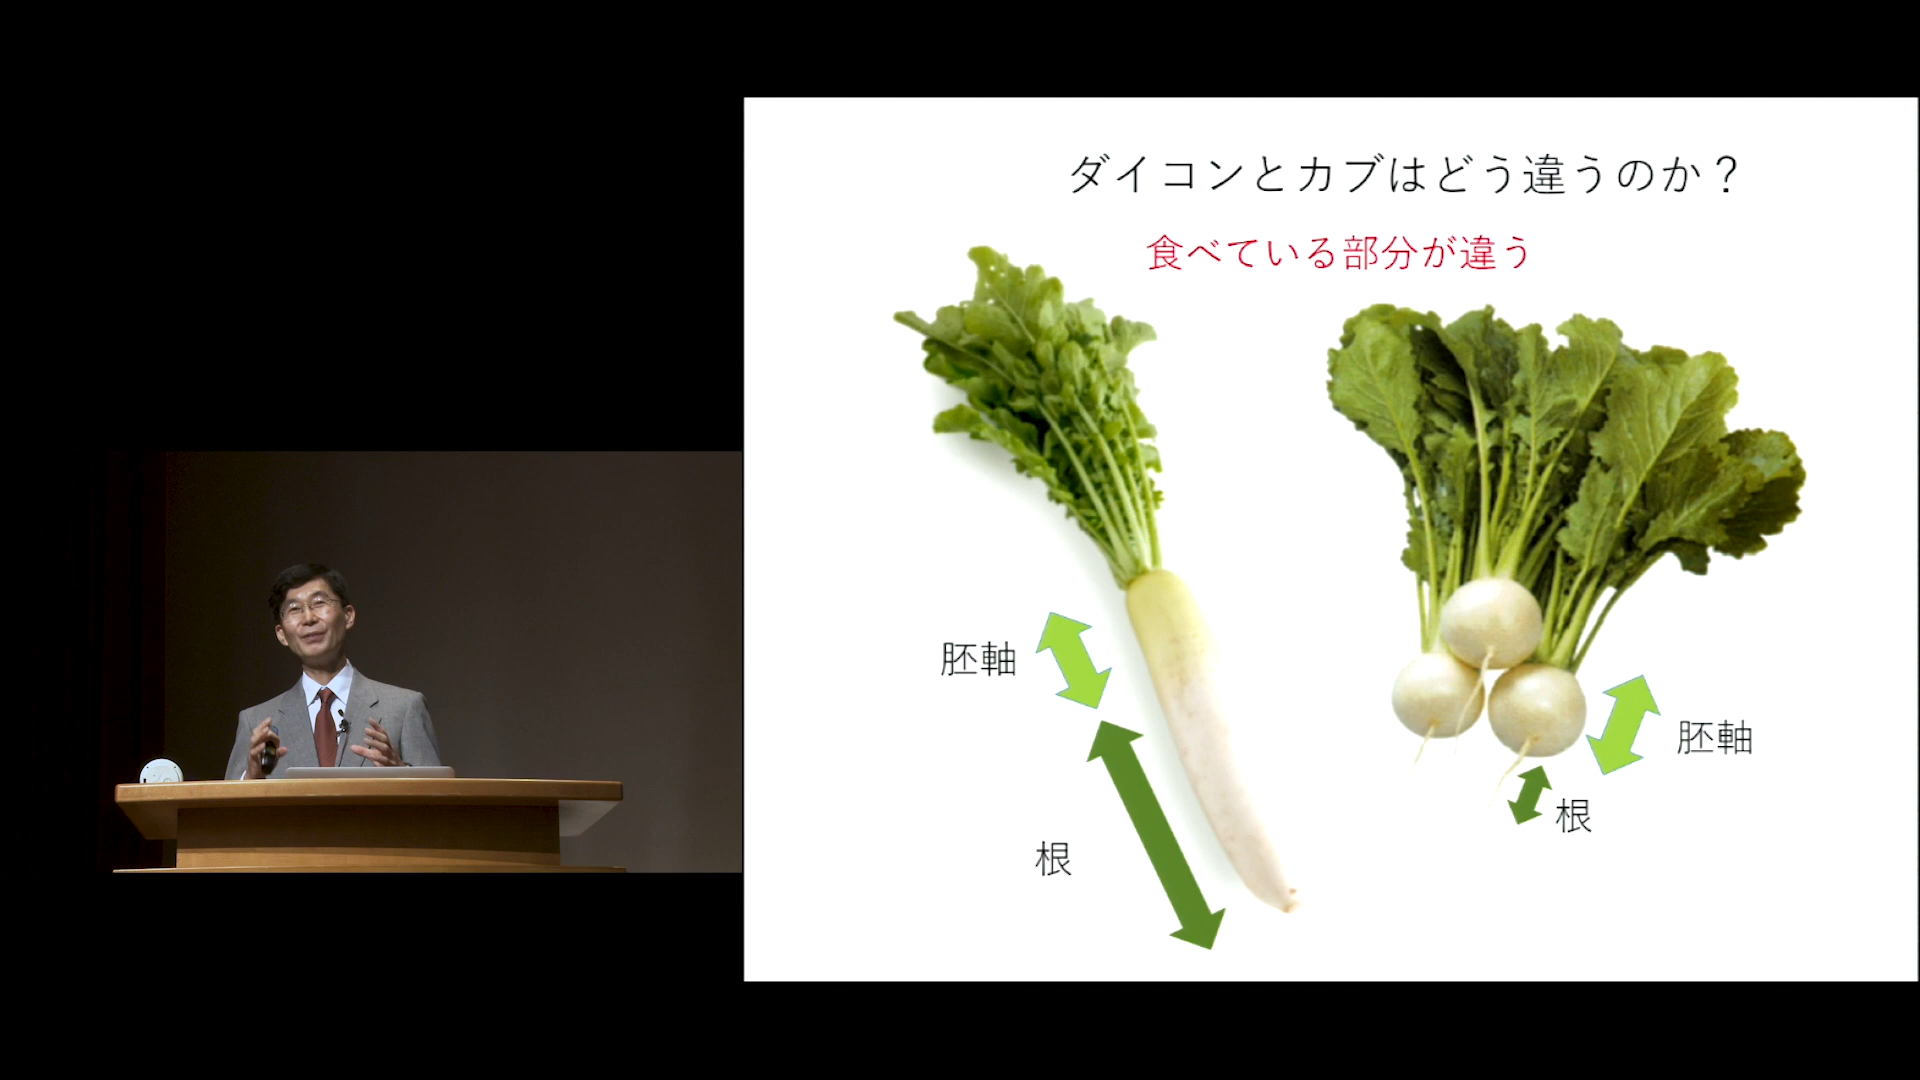 ダイコンとカブはどう違うのか？
食べている部分が違う
胚軸
根
胚軸
根